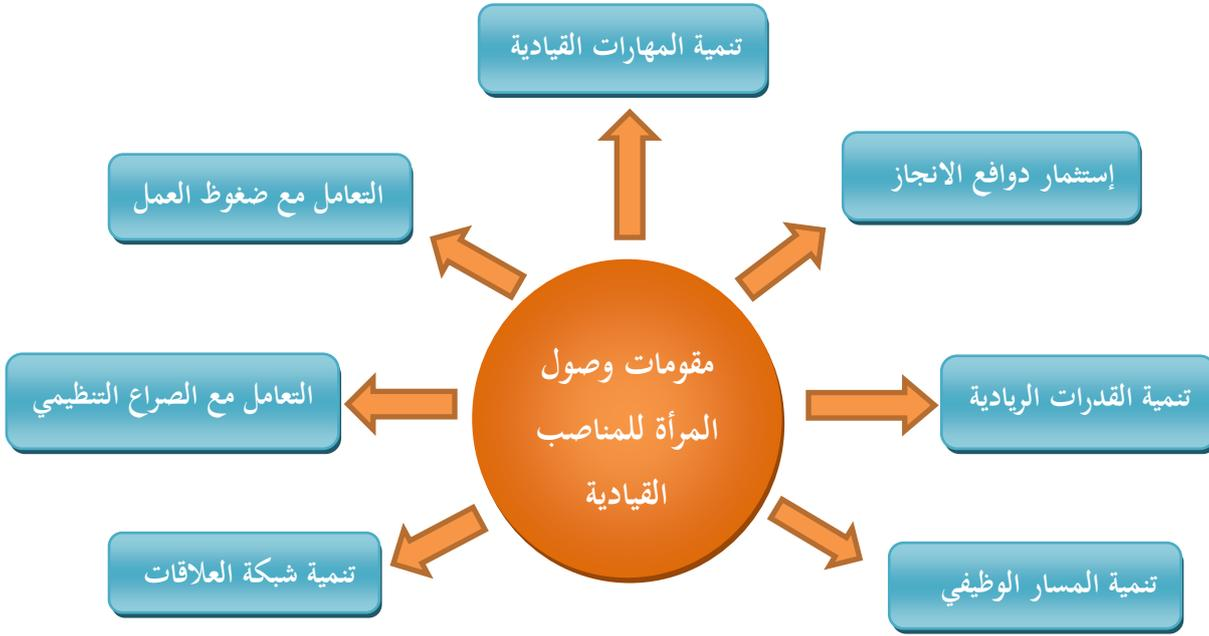 تنمية المهارات القيادية
إستثمار دوافع الانجاز
التعامل مع ضغوظ العمل
مقومات وصول
المرأة للمناصب
القيادية
تنمية القدرات الريادية
التعامل مع الصراع التنظيمي
تنمية المسار الوظيفي
تنمية شبكة العلاقات